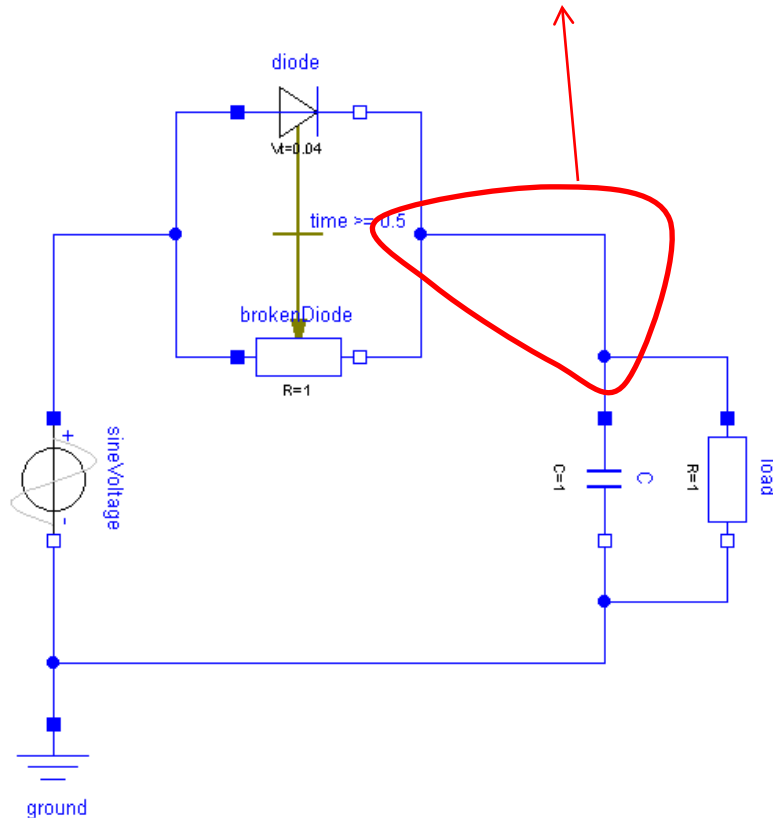 diode
Vt=0.04
time >= 0.5
brokenDiode
R=1
+
sineVoltage
-
C=1
C
R=1
load
ground